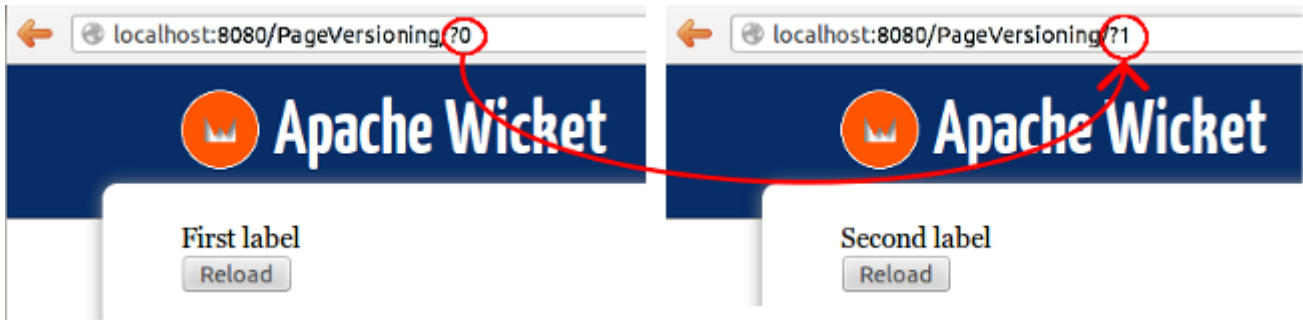 localhost:8080/PageVersioning/?0
Apache Wicket
First label
Reload
localhost:8080/PageVersioning/?1
Apache Wicket
Second label
Reload